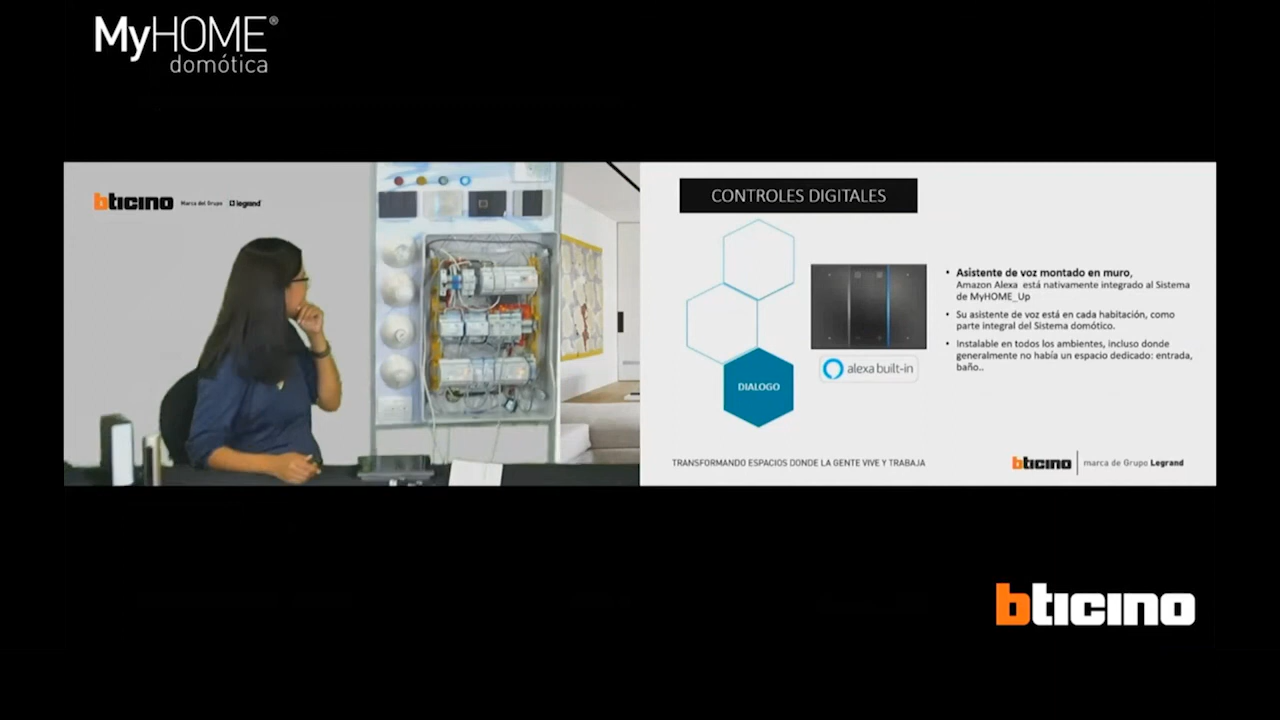 MyHOME®
domótica
bticino Marca del Grupo legrand
CONTROLES DIGITALES
• Asistente de voz montado en muro,
Amazon Alexa está nativamente integrado al Sistema
de MyHOME_Up
• Su asistente de voz está en cada habitación, como
parte integral del Sistema domótico.
• Instalable en todos los ambientes, incluso donde
generalmente no había un espacio dedicado: entrada,
baño..
alexa built-in
DIALOGO
TRANSFORMANDO ESPACIOS DONDE LA GENTE VIVE Y TRABAJA
bticino marca de Grupo Legrand
bticino